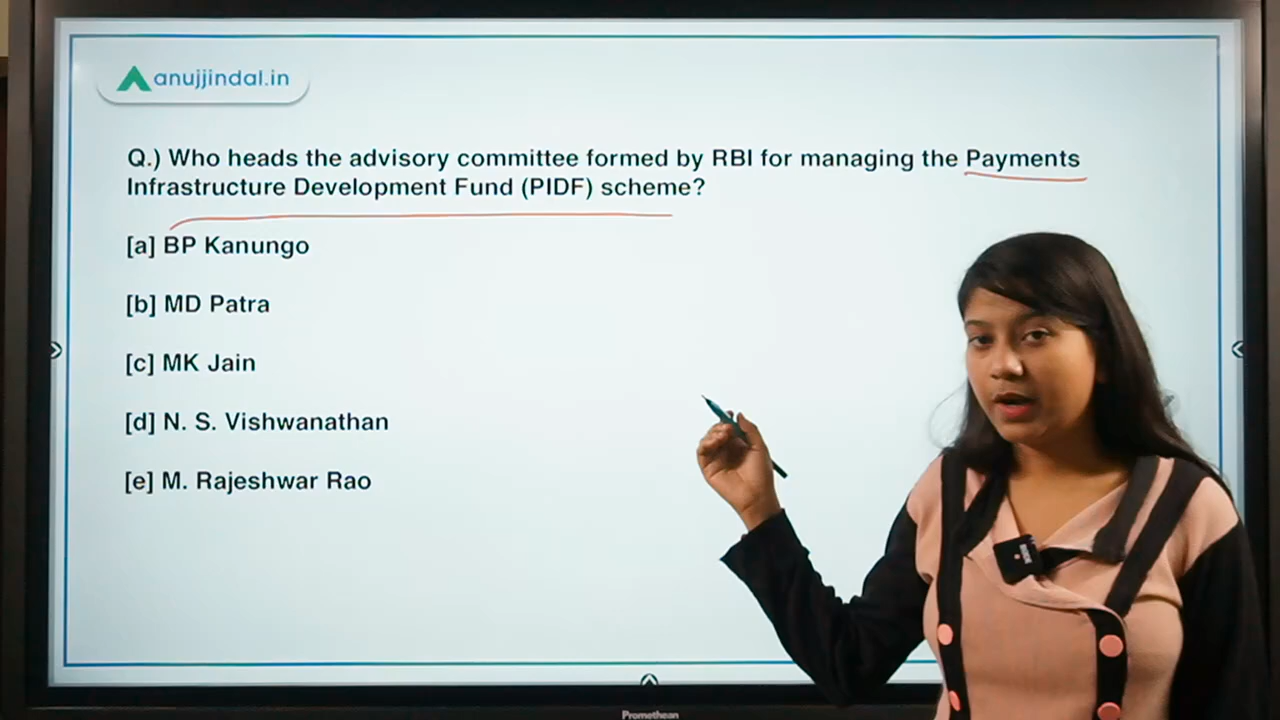 anujjindal.in
Q.) Who heads the advisory committee formed by RBI for managing the Payments
Infrastructure Development Fund (PIDF) scheme?
[a] BP Kanungo
[b] MD Patra
[c] MK Jain
[d] N. S. Vishwanathan
[e] M. Rajeshwar Rao
Promethean